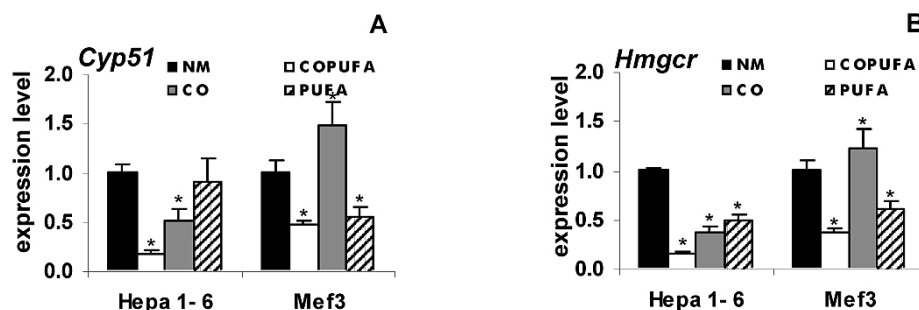 A
Cyp51
NM
COPUFA
CO
PUFA
expression level
2.0
1.5
1.0
0.5
0.0
*
*
*
*
*
Hepa 1- 6
Mef3
B
Hmgcr
NM
COPUFA
CO
PUFA
expression level
2.0
1.5
1.0
0.5
0.0
*
*
*
*
*
*
Hepa 1- 6
Mef3